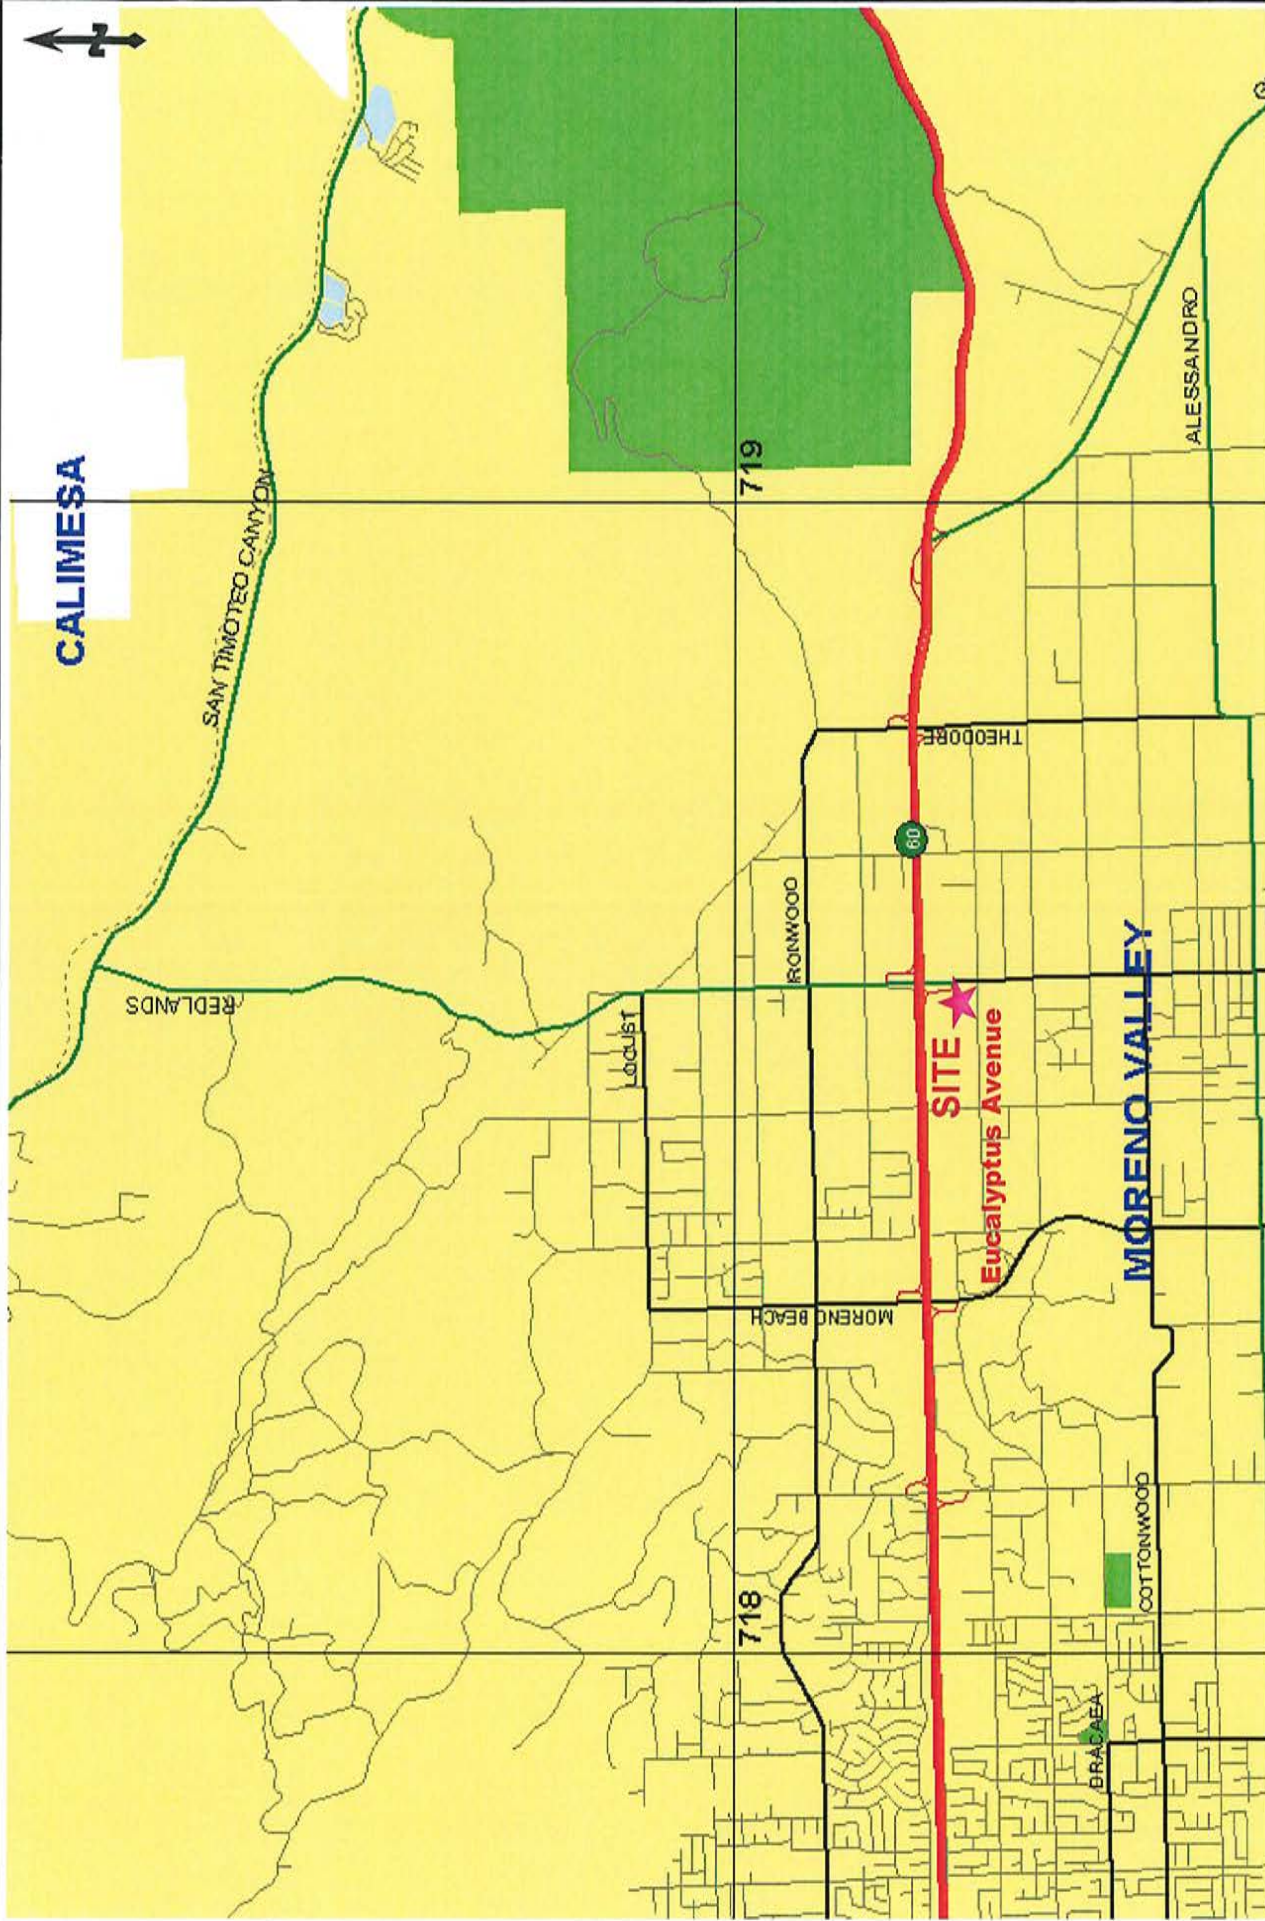 N
CALIMESA
SAN TIMOTEO CANYON
REDLANDS
LOCUST
719
718
IRONWOOD
MORENO BEACH
60
THEODORE
SITE
Eucalyptus Avenue
ALESSANDRO
MORENO VALLEY
COTTONWOOD
DRACAEA